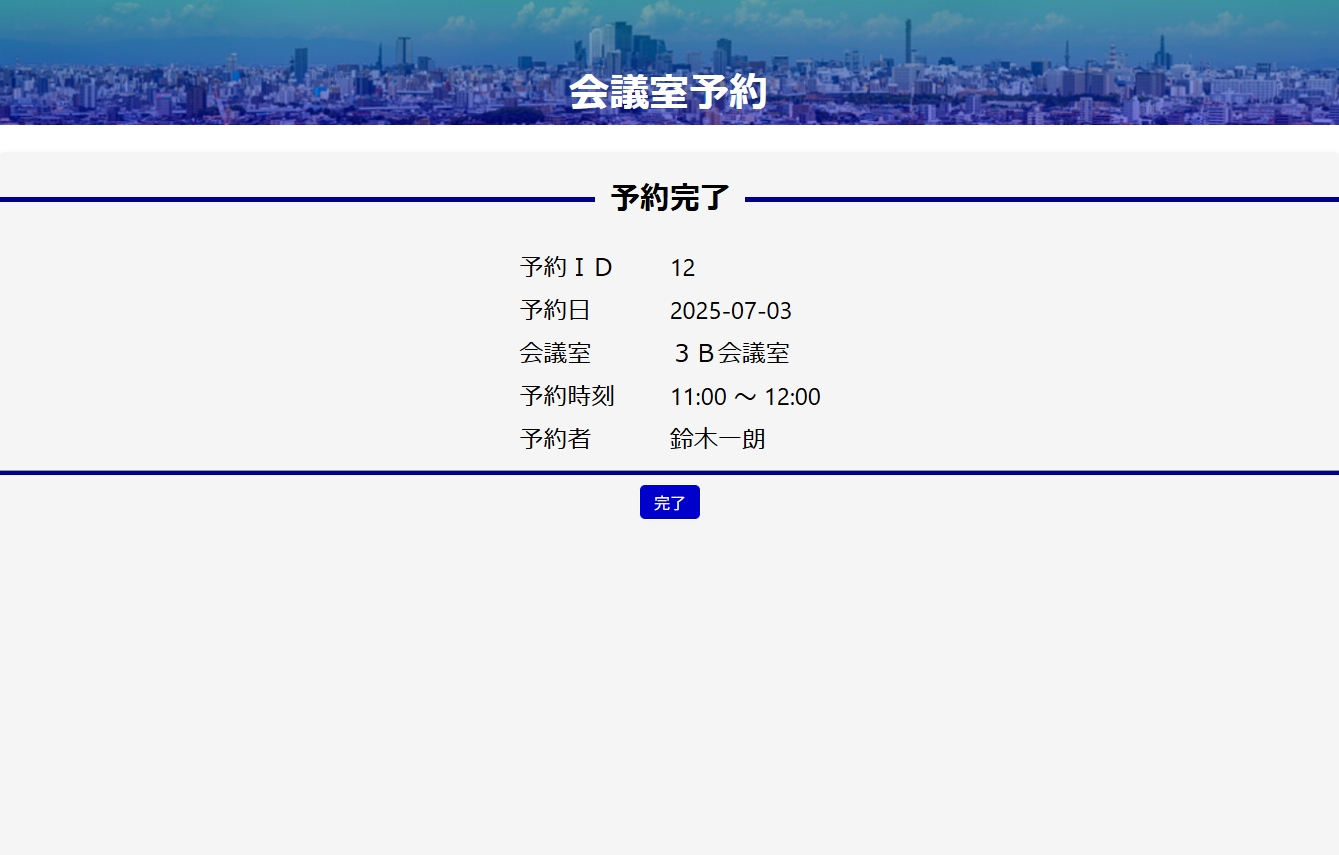 会議室予約
予約完了
予約ＩＤ 12
予約日 2025-07-03
会議室 ３Ｂ会議室
予約時刻 11:00 ～ 12:00
予約者 鈴木一朗
完了